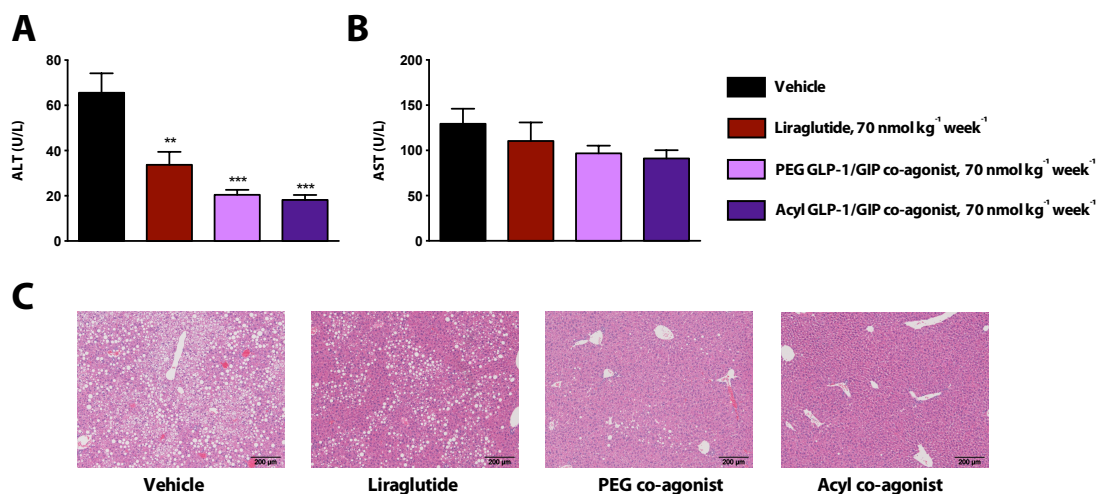 A
B
80
60
40
20
0
ALT (U/L)
**
***
***
200
150
100
50
0
AST (U/L)
Vehicle
Liraglutide, 70 nmol kg⁻¹ week⁻¹
PEG GLP-1/GIP co-agonist, 70 nmol kg⁻¹ week⁻¹
Acyl GLP-1/GIP co-agonist, 70 nmol kg⁻¹ week⁻¹
C
200 µm
200 µm
200 µm
200 µm
Vehicle
Liraglutide
PEG co-agonist
Acyl co-agonist